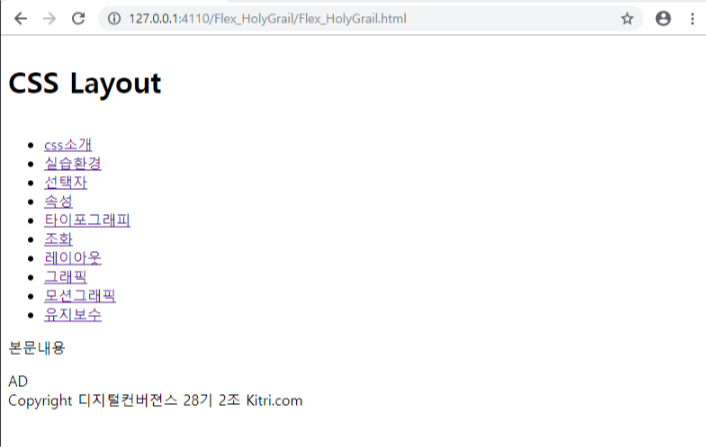 127.0.0.1:4110/Flex_HolyGrail/Flex_HolyGrail.html
CSS Layout
css소개
실습환경
선택자
속성
타이포그래피
조화
레이아웃
그래픽
모션그래픽
유지보수
본문내용
AD
Copyright 디지털컨버젼스 28기 2조 Kitri.com